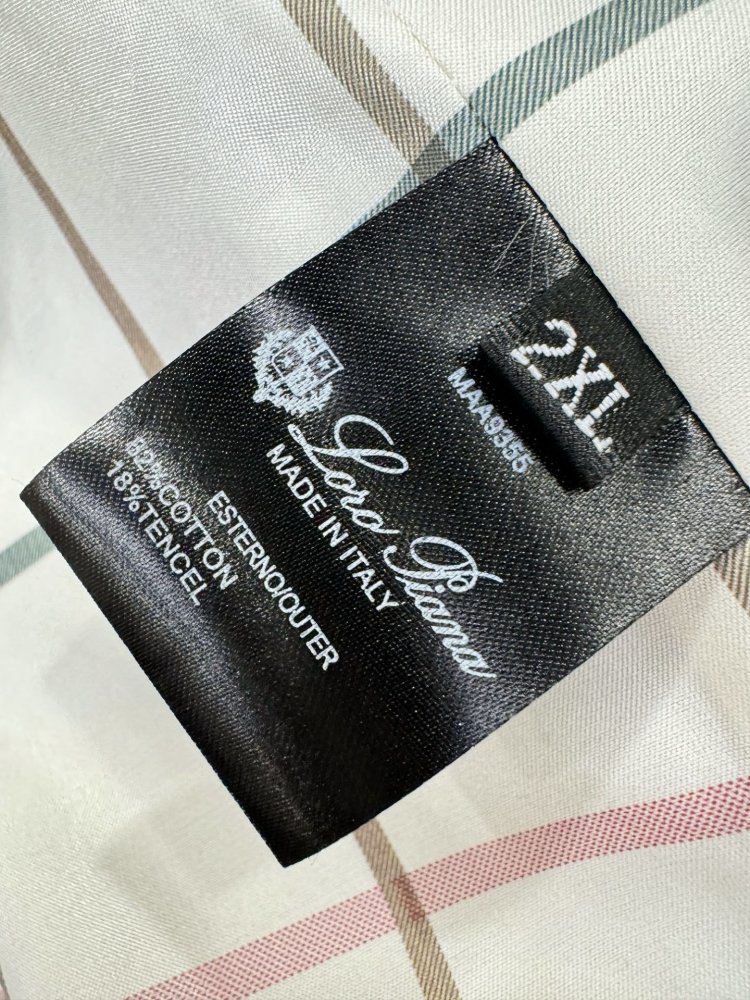 2XL
MAA9355
Loro Piana
MADE IN ITALY
ESTERNO/OUTER
82%COTTON
18%TENCEL